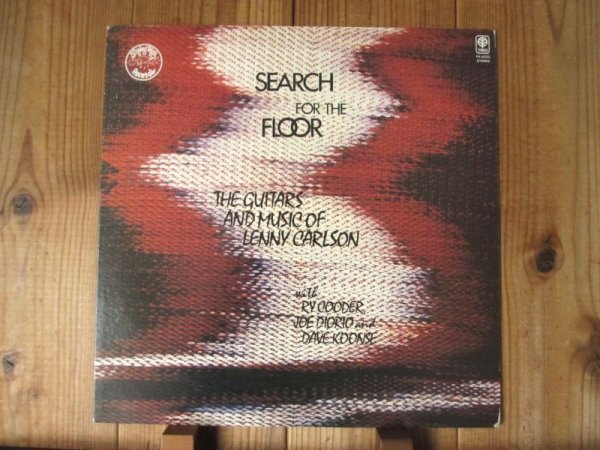 SEARCH
FOR THE
FLOOR
THE GUITARS
AND MUSIC OF
LENNY CARLSON
with
RY COODER,
JOE DIORIO and
DAVE KOONSE
STEREO